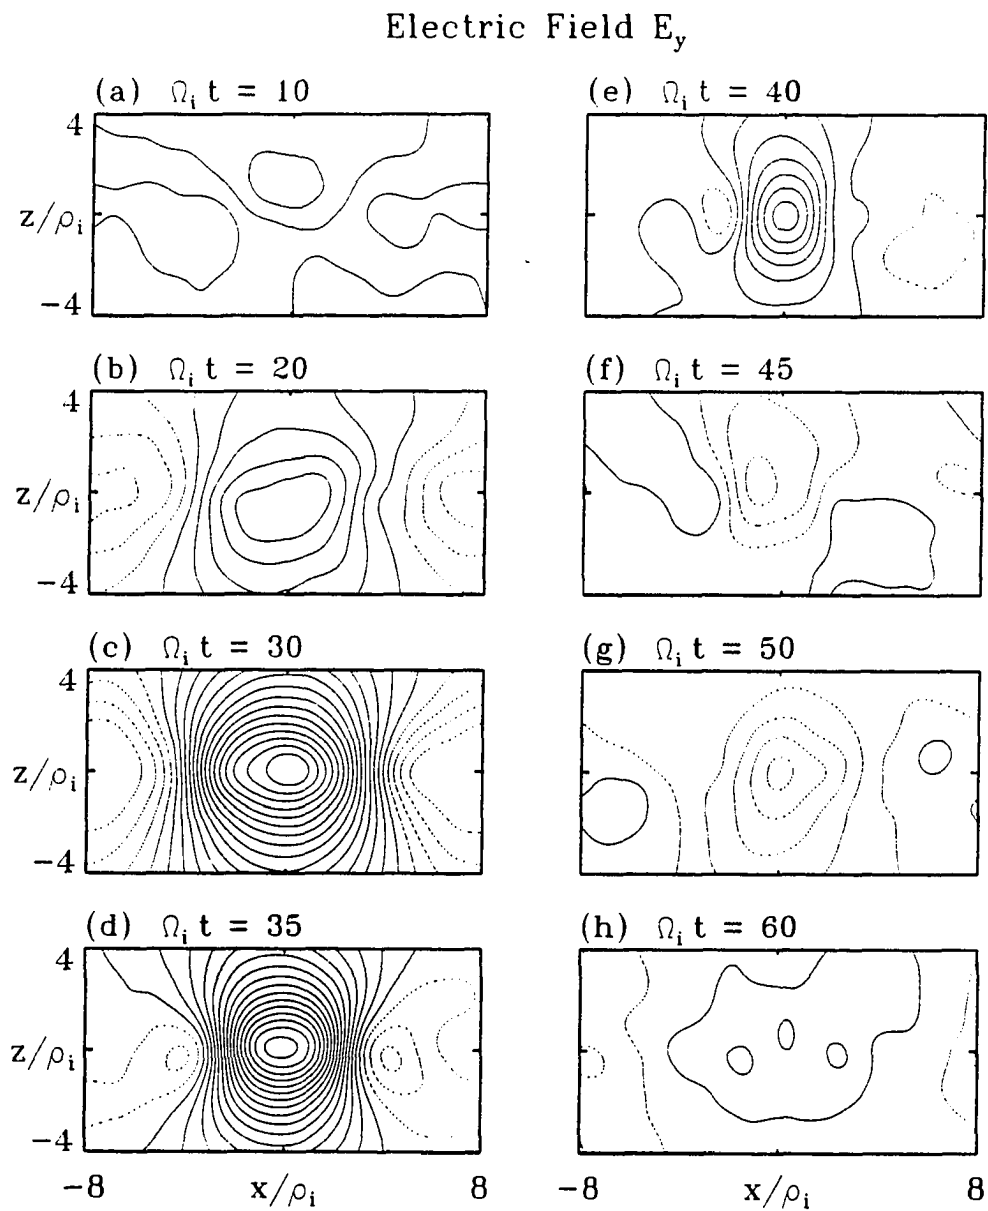 Electric Field E_y
(a) Ω_i t = 10
4
z/ρ_i
−4
(b) Ω_i t = 20
4
z/ρ_i
−4
(c) Ω_i t = 30
4
z/ρ_i
−4
(d) Ω_i t = 35
4
z/ρ_i
−4
−8 x/ρ_i 8
(e) Ω_i t = 40
(f) Ω_i t = 45
(g) Ω_i t = 50
(h) Ω_i t = 60
−8 x/ρ_i 8